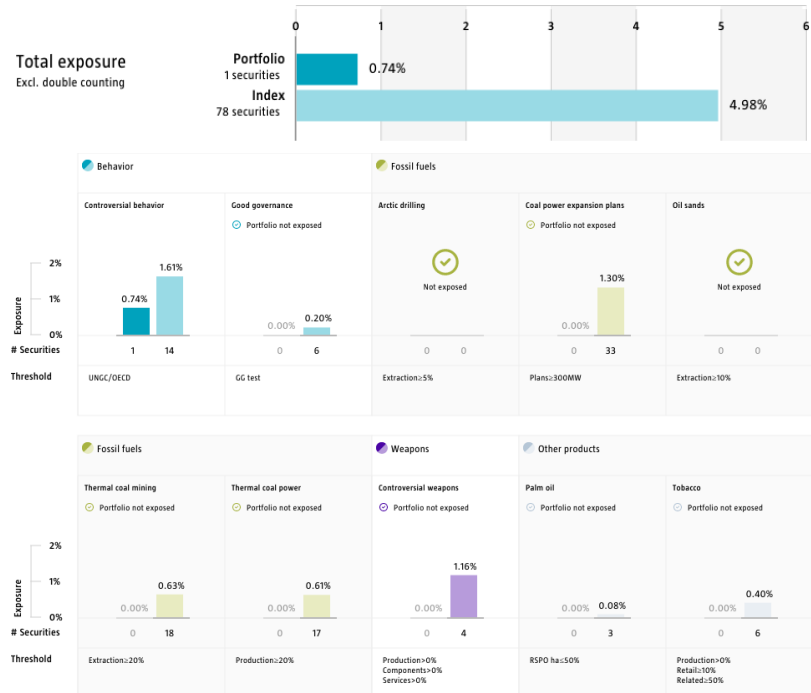 0 1 2 3 4 5 6
Total exposure
Excl. double counting
Portfolio
1 securities
0.74%
Index
78 securities
4.98%
Behavior
Fossil fuels
Controversial behavior
Good governance
Arctic drilling
Coal power expansion plans
Oil sands
Portfolio not exposed
Portfolio not exposed
Not exposed
Not exposed
Exposure
2%
1%
0%
0.74% 1.61%
0.00% 0.20%
0.00% 1.30%
# Securities 1 14 0 6 0 0 0 33 0 0
Threshold UNGC/OECD GG test Extraction≥5% Plans≥300MW Extraction≥10%
Fossil fuels
Weapons
Other products
Thermal coal mining
Thermal coal power
Controversial weapons
Palm oil
Tobacco
Portfolio not exposed
Portfolio not exposed
Portfolio not exposed
Portfolio not exposed
Portfolio not exposed
Exposure
2%
1%
0%
0.00% 0.63%
0.00% 0.61%
0.00% 1.16%
0.00% 0.08%
0.00% 0.40%
# Securities 0 18 0 17 0 4 0 3 0 6
Threshold
Extraction≥20%
Production≥20%
Production>0%
Components>0%
Services>0%
RSPO ha≤50%
Production>0%
Retail≥10%
Related≥50%